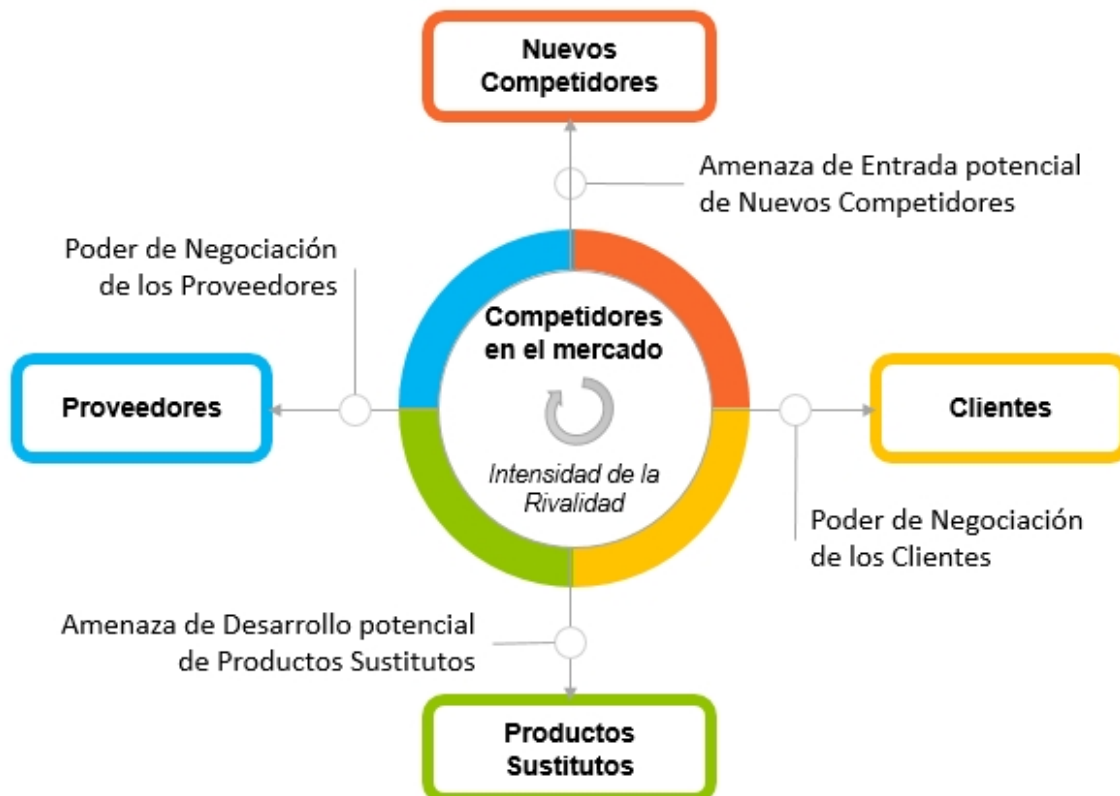 Nuevos
Competidores
Amenaza de Entrada potencial
de Nuevos Competidores
Poder de Negociación
de los Proveedores
Competidores
en el mercado
Proveedores
Clientes
Intensidad de la
Rivalidad
Poder de Negociación
de los Clientes
Amenaza de Desarrollo potencial
de Productos Sustitutos
Productos
Sustitutos